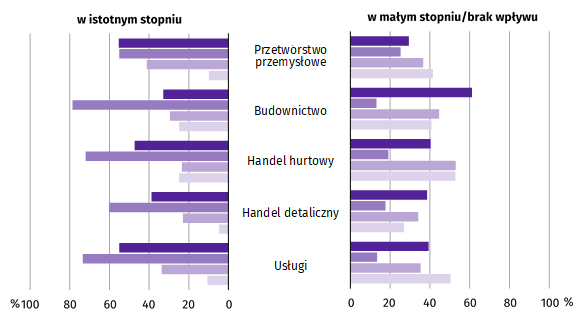 w istotnym stopniu
w małym stopniu/brak wpływu
Przetwórstwo
przemysłowe
Budownictwo
Handel hurtowy
Handel detaliczny
Usługi
%100 80 60 40 20 0
0 20 40 60 80 100 %